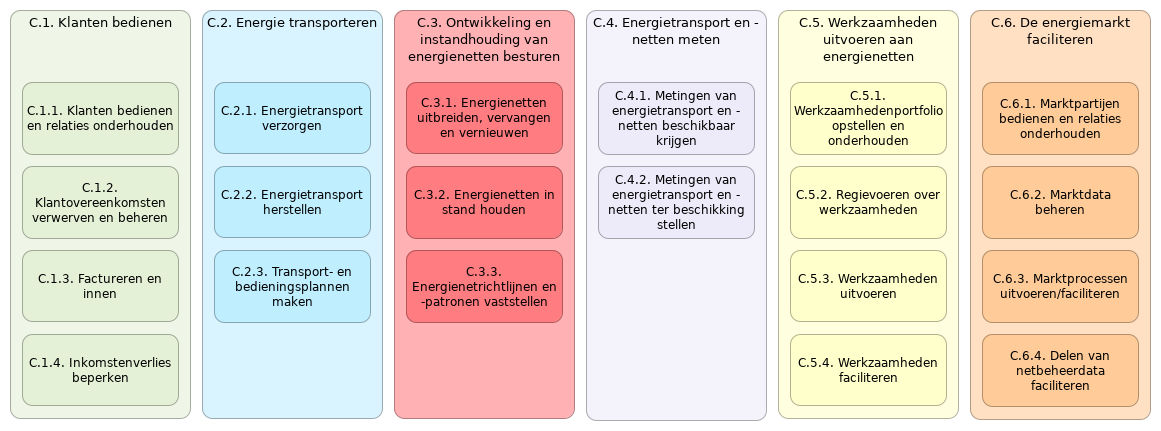 C.1. Klanten bedienen
C.1.1. Klanten bedienen
en relaties onderhouden
C.1.2.
Klantovereenkomsten
verwerven en beheren
C.1.3. Factureren en
innen
C.1.4. Inkomstenverlies
beperken
C.2. Energie transporteren
C.2.1. Energietransport
verzorgen
C.2.2. Energietransport
herstellen
C.2.3. Transport- en
bedieningsplannen
maken
C.3. Ontwikkeling en
instandhouding van
energienetten besturen
C.3.1. Energienetten
uitbreiden, vervangen
en vernieuwen
C.3.2. Energienetten in
stand houden
C.3.3.
Energienetrichtlijnen en
-patronen vaststellen
C.4. Energietransport en -
netten meten
C.4.1. Metingen van
energietransport en -
netten beschikbaar
krijgen
C.4.2. Metingen van
energietransport en -
netten ter beschikking
stellen
C.5. Werkzaamheden
uitvoeren aan
energienetten
C.5.1.
Werkzaamhedenportfolio
opstellen en
onderhouden
C.5.2. Regievoeren over
werkzaamheden
C.5.3. Werkzaamheden
uitvoeren
C.5.4. Werkzaamheden
faciliteren
C.6. De energiemarkt
faciliteren
C.6.1. Marktpartijen
bedienen en relaties
onderhouden
C.6.2. Marktdata
beheren
C.6.3. Marktprocessen
uitvoeren/faciliteren
C.6.4. Delen van
netbeheerdata
faciliteren